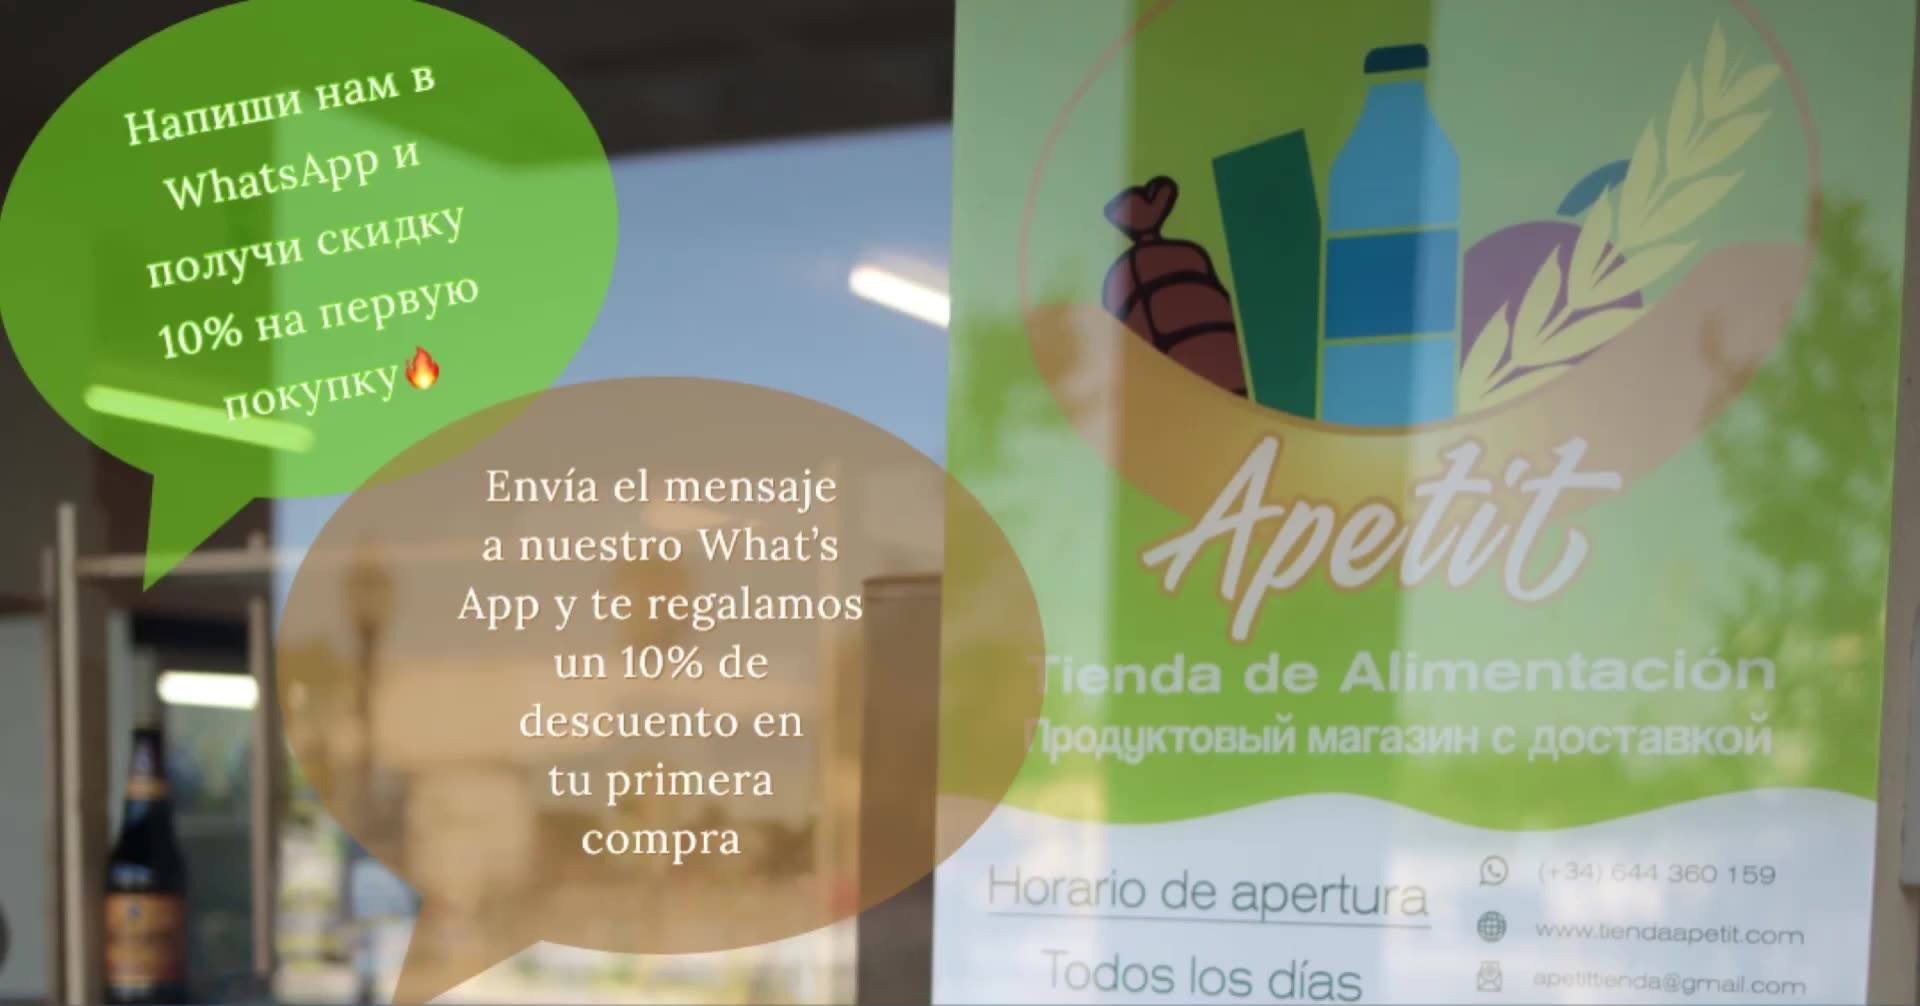 Напиши нам в
WhatsApp и
получи скидку
10% на первую
покупку🔥
Envía el mensaje
a nuestro What's
App y te regalamos
un 10% de
descuento en
tu primera
compra
Apetit
Tienda de Alimentación
Продуктовый магазин с доставкой
Horario de apertura
Todos los días
(+34) 644 360 159
www.tiendaapetit.com
apetittienda@gmail.com